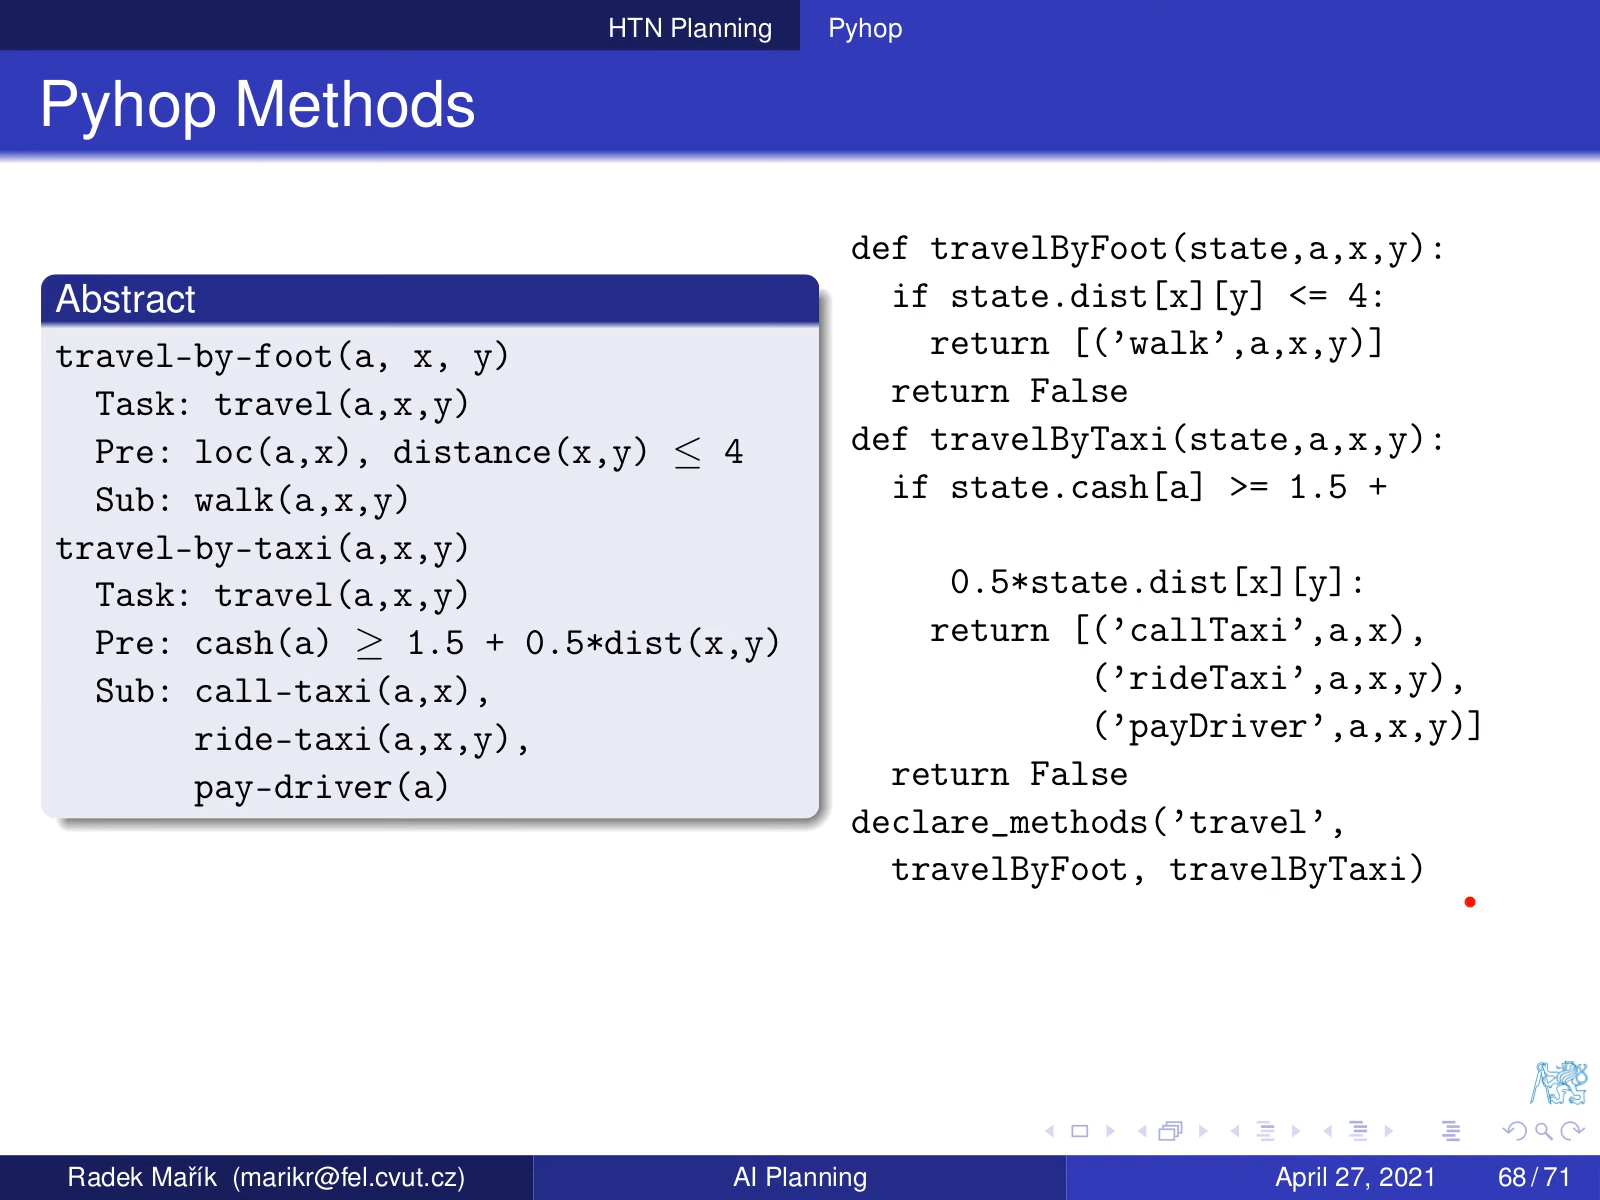 HTN Planning Pyhop
Pyhop Methods
Abstract
travel-by-foot(a, x, y)
Task: travel(a,x,y)
Pre: loc(a,x), distance(x,y) ≤ 4
Sub: walk(a,x,y)
travel-by-taxi(a,x,y)
Task: travel(a,x,y)
Pre: cash(a) ≥ 1.5 + 0.5*dist(x,y)
Sub: call-taxi(a,x),
ride-taxi(a,x,y),
pay-driver(a)
def travelByFoot(state,a,x,y):
if state.dist[x][y] <= 4:
return [(’walk’,a,x,y)]
return False
def travelByTaxi(state,a,x,y):
if state.cash[a] >= 1.5 +
0.5*state.dist[x][y]:
return [(’callTaxi’,a,x),
(’rideTaxi’,a,x,y),
(’payDriver’,a,x,y)]
return False
declare_methods(’travel’,
travelByFoot, travelByTaxi)
Radek Mařík (marikr@fel.cvut.cz) AI Planning April 27, 2021 68 / 71